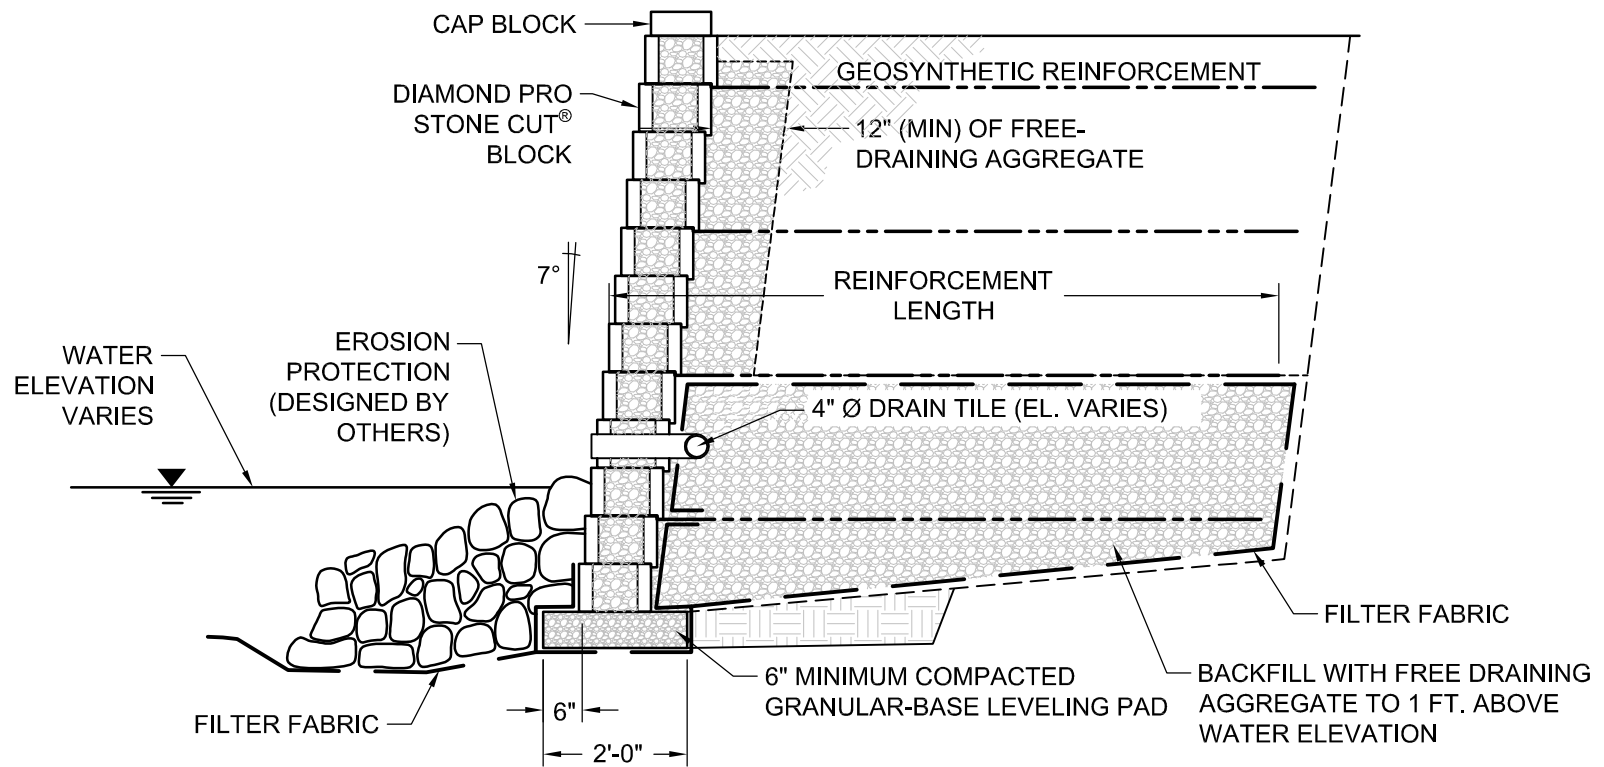 CAP BLOCK
GEOSYNTHETIC REINFORCEMENT
DIAMOND PRO
STONE CUT®
BLOCK
12" (MIN) OF FREE-
DRAINING AGGREGATE
7°
REINFORCEMENT
LENGTH
WATER
ELEVATION
VARIES
EROSION
PROTECTION
(DESIGNED BY
OTHERS)
4" Ø DRAIN TILE (EL. VARIES)
FILTER FABRIC
BACKFILL WITH FREE DRAINING
AGGREGATE TO 1 FT. ABOVE
WATER ELEVATION
6" MINIMUM COMPACTED
GRANULAR-BASE LEVELING PAD
FILTER FABRIC
6"
2'-0"